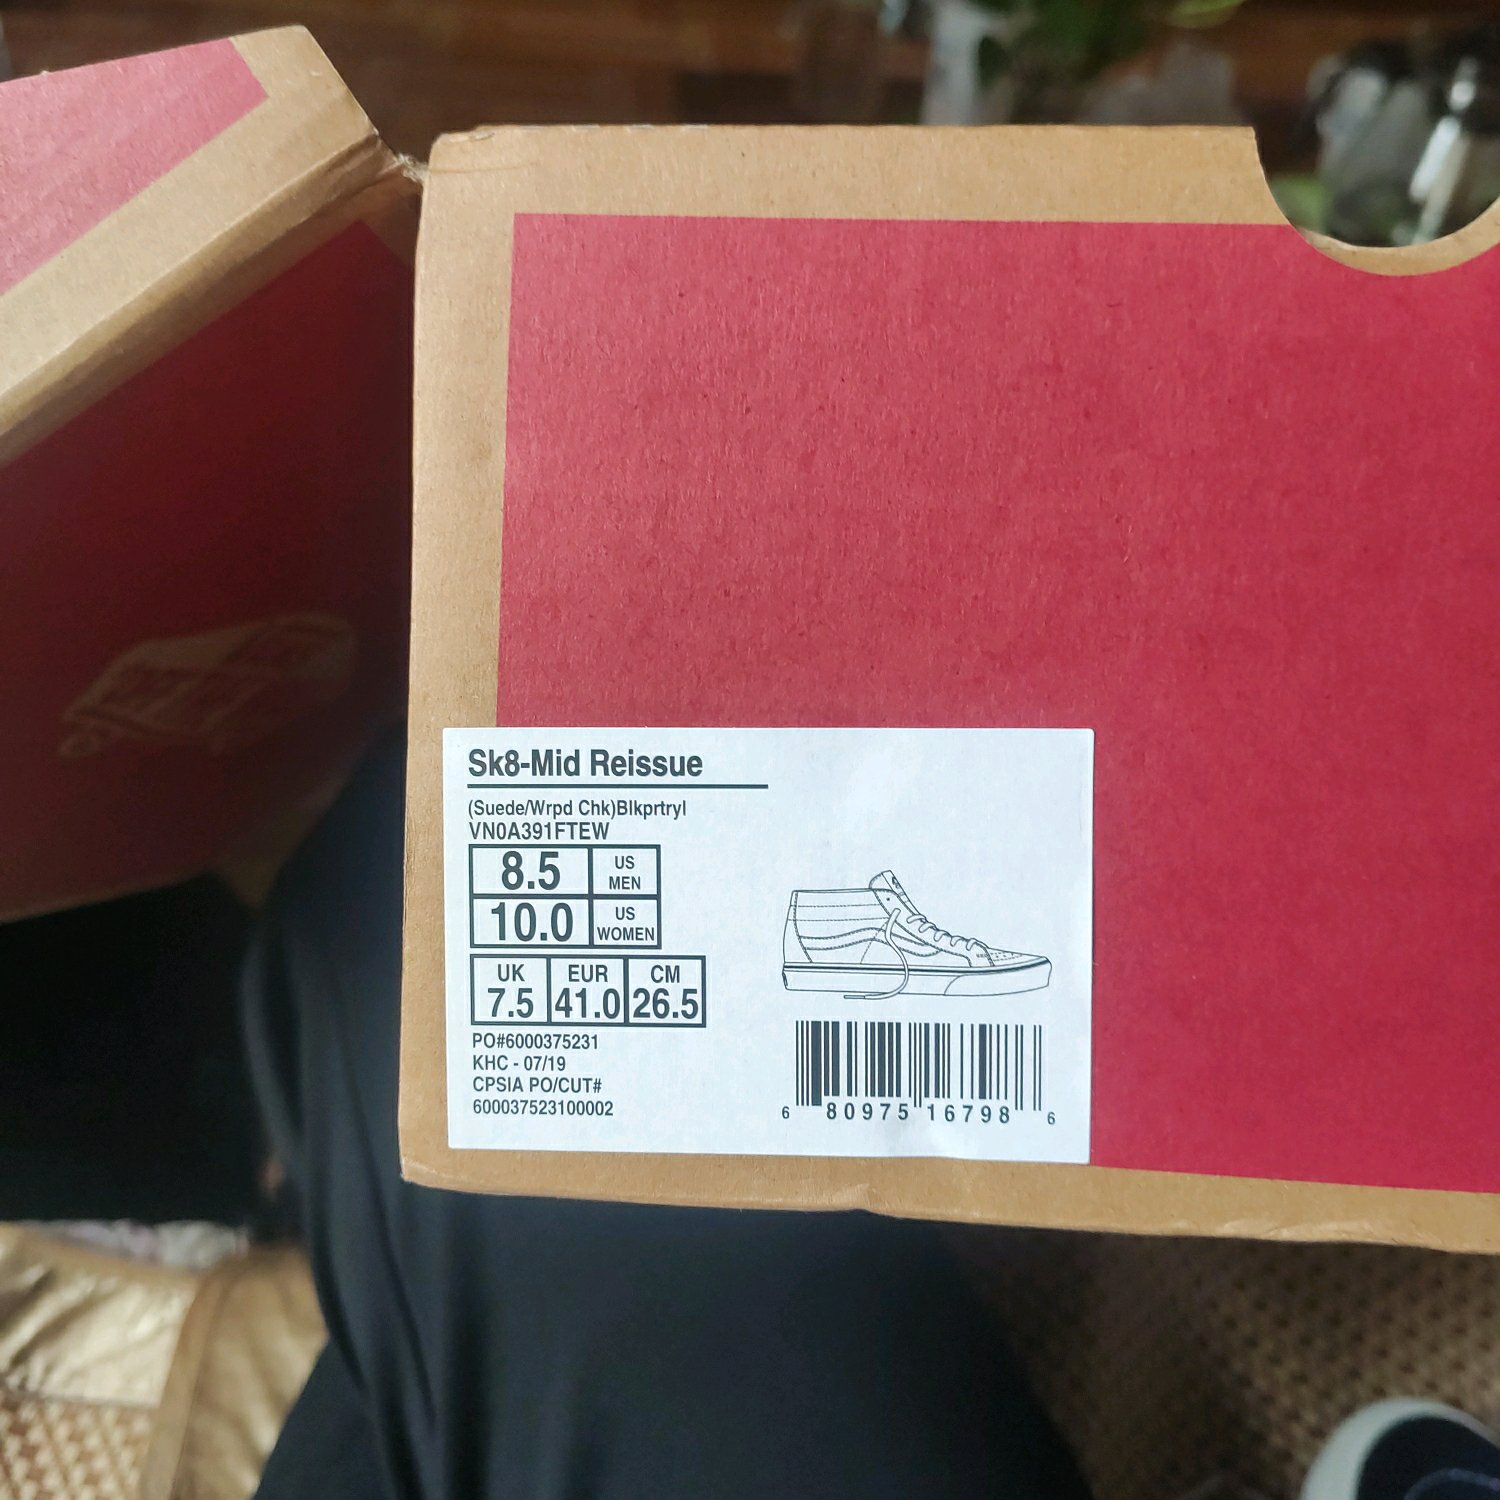 Sk8-Mid Reissue
(Suede/Wrpd Chk)Blkprtryl
VN0A391FTEW
8.5 US MEN
10.0 US WOMEN
UK EUR CM
7.5 41.0 26.5
PO#6000375231
KHC - 07/19
CPSIA PO/CUT#
600037523100002
6 80975 16798 6